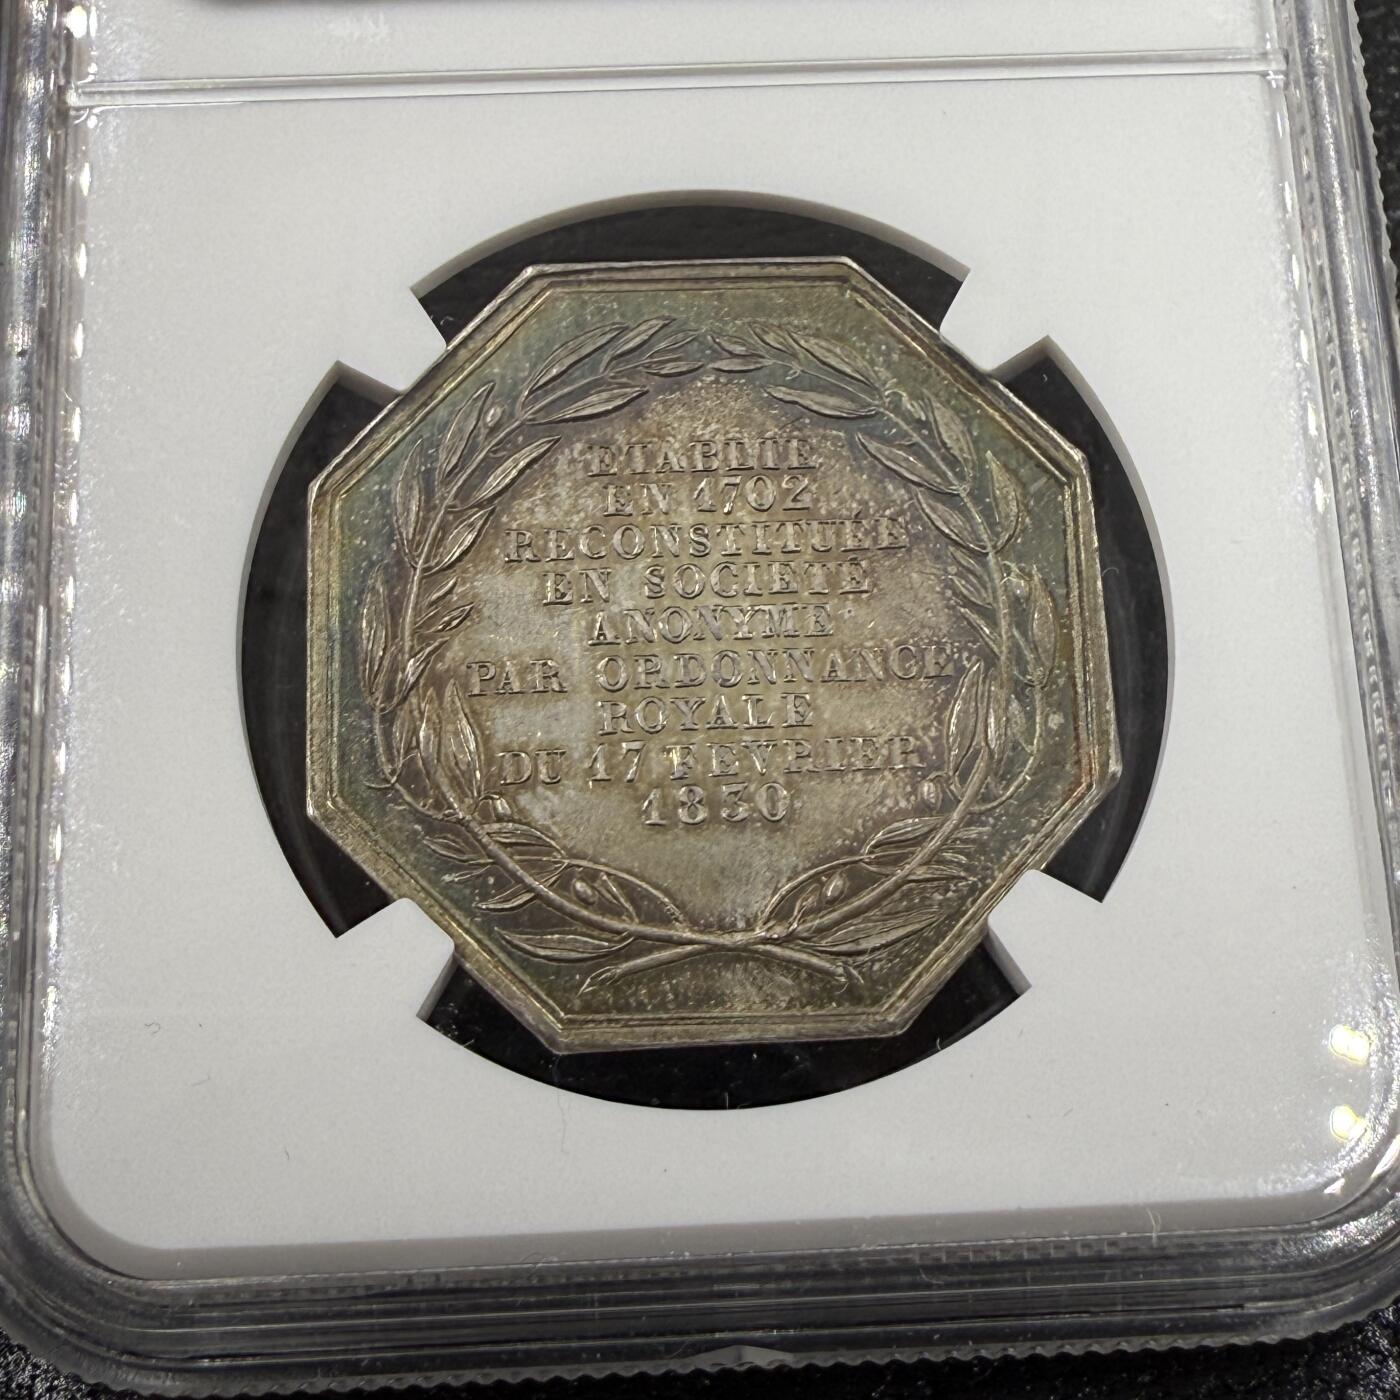 ETABLIE
EN 1702
RECONSTITUÉE
EN SOCIÉTÉ
ANONYME
PAR ORDONNANCE
ROYALE
DU 17 FEVRIER
1830